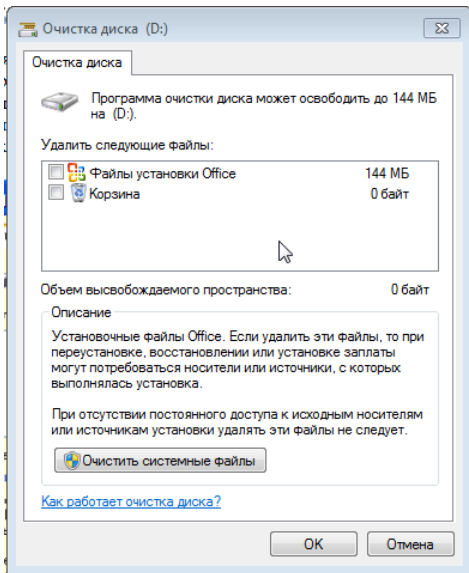 Очистка диска (D:)
Очистка диска
Программа очистки диска может освободить до 144 МБ
на (D:).
Удалить следующие файлы:
Файлы установки Office 144 МБ
Корзина 0 байт
Объем высвобождаемого пространства: 0 байт
Описание
Установочные файлы Office. Если удалить эти файлы, то при
переустановке, восстановлении или установке заплаты
могут потребоваться носители или источники, с которых
выполнялась установка.
При отсутствии постоянного доступа к исходным носителям
или источникам установки удалять эти файлы не следует.
Очистить системные файлы
Как работает очистка диска?
OK Отмена